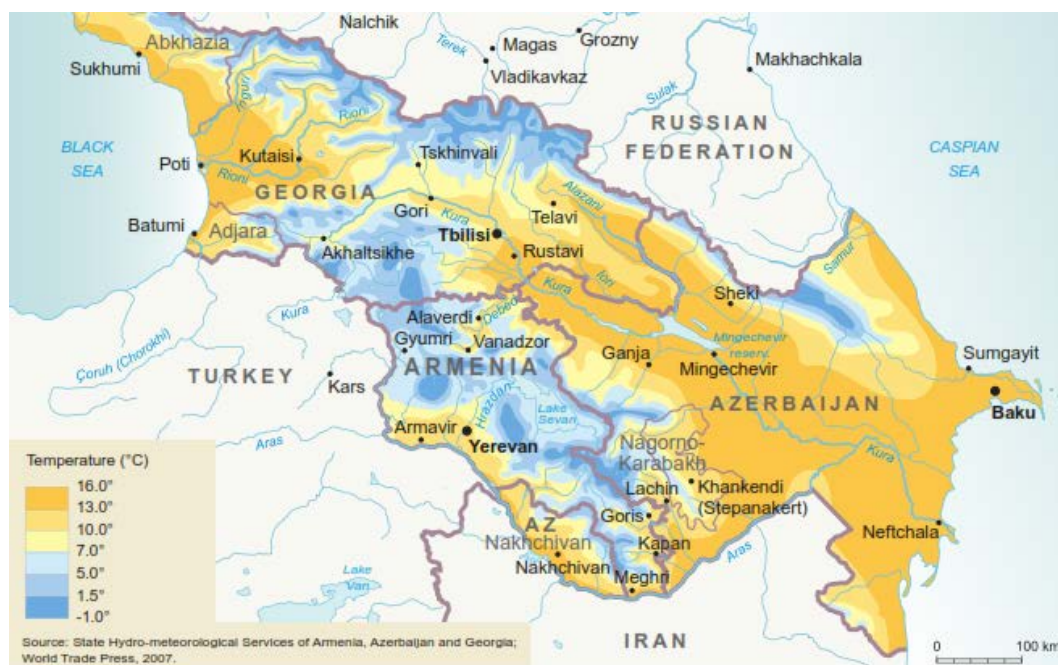 Nalchik
Abkhazia
Sukhumi
Terek
Magas
Grozny
Vladikavkaz
Makhachkala
Inguri
Rioni
Sulak
RUSSIAN
FEDERATION
BLACK
SEA
CASPIAN
SEA
Poti
Kutaisi
Tskhinvali
Rioni
GEORGIA
Alazani
Gori
Kura
Telavi
Batumi
Adjara
Akhaltsikhe
Tbilisi
Rustavi
Samur
Iori
Kura
Sheki
Kura
Alaverdi
Debed
Çoruh (Chorokhi)
Gyumri
Vanadzor
Mingechevir
reserv.
ARMENIA
Ganja
Mingechevir
Sumgayit
TURKEY
Kars
Baku
Hrazdan
Lake
Sevan
AZERBAIJAN
Armavir
Yerevan
Aras
Nagorno-
Karabakh
Kura
Temperature (°C)
16.0°
13.0°
10.0°
7.0°
5.0°
1.5°
-1.0°
Lachin
Khankendi
(Stepanakert)
Goris
AZ
Nakhchivan
Nakhchivan
Kapan
Aras
Neftchala
Meghri
Lake
Van
IRAN
Source: State Hydro-meteorological Services of Armenia, Azerbaijan and Georgia;
World Trade Press, 2007.
0 100 km